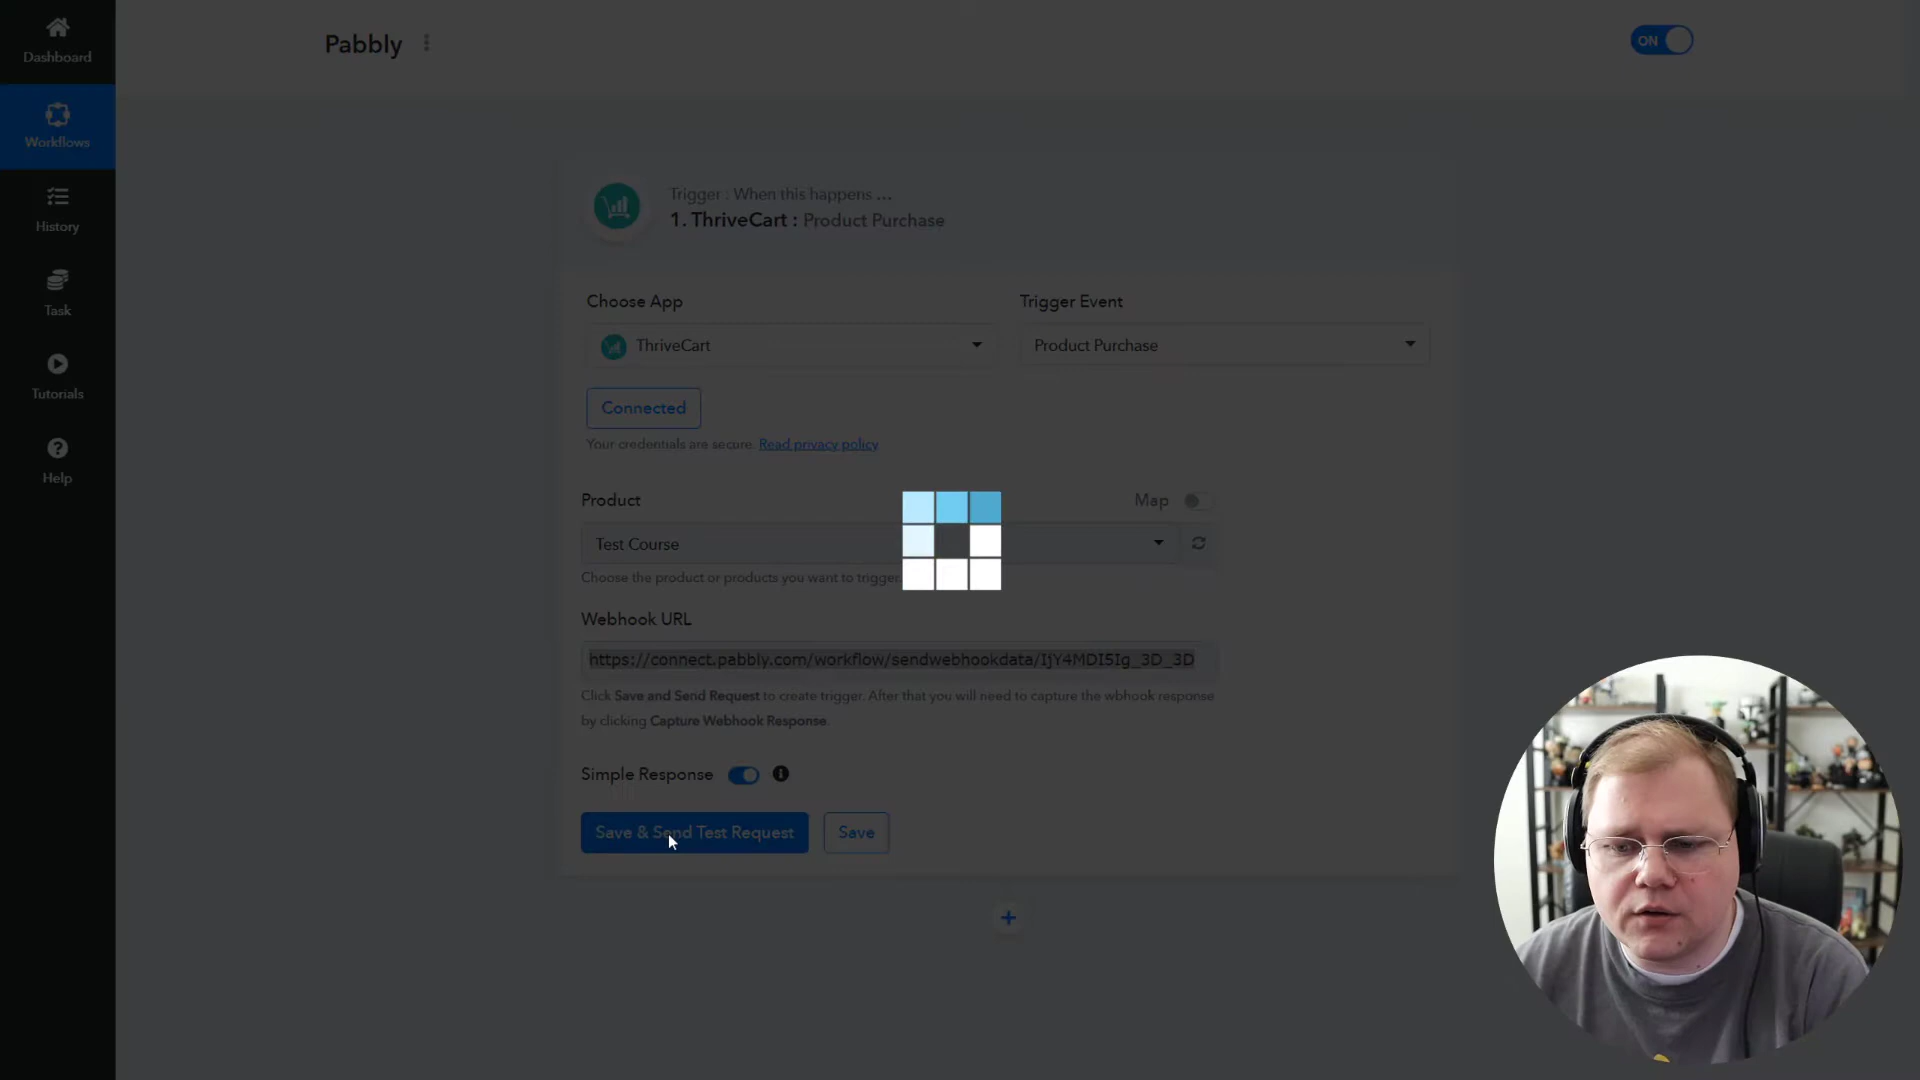 Dashboard
Workflows
History
Task
Tutorials
Help
Pabbly
ON
Trigger : When this happens ...
1. ThriveCart : Product Purchase
Choose App
Trigger Event
ThriveCart
Product Purchase
Connected
Your credentials are secure. Read privacy policy
Product
Map
Test Course
Choose the product or products you want to trigger.
Webhook URL
https://connect.pabbly.com/workflow/sendwebhookdata/IjY4MDI5Ig_3D_3D
Click Save and Send Request to create trigger. After that you will need to capture the wbhook response
by clicking Capture Webhook Response.
Simple Response
Save & Send Test Request
Save